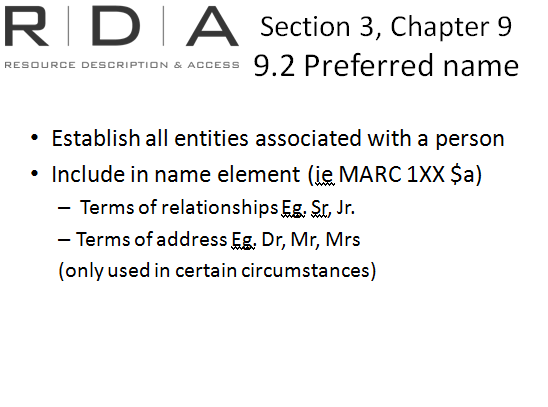 R | D | A
RESOURCE DESCRIPTION & ACCESS
Section 3, Chapter 9
9.2 Preferred name
• Establish all entities associated with a person
• Include in name element (ie MARC 1XX $a)
– Terms of relationships Eg. Sr, Jr.
– Terms of address Eg. Dr, Mr, Mrs
(only used in certain circumstances)